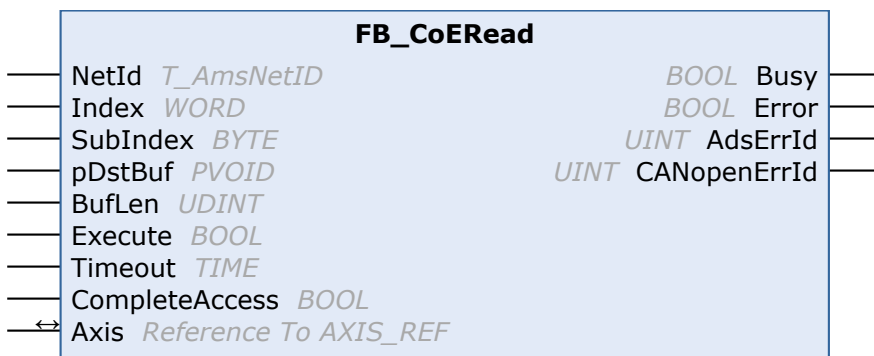 FB_CoERead
NetId T_AmsNetID BOOL Busy
Index WORD BOOL Error
SubIndex BYTE UINT AdsErrId
pDstBuf PVOID UINT CANopenErrId
BufLen UDINT
Execute BOOL
Timeout TIME
CompleteAccess BOOL
↔ Axis Reference To AXIS_REF